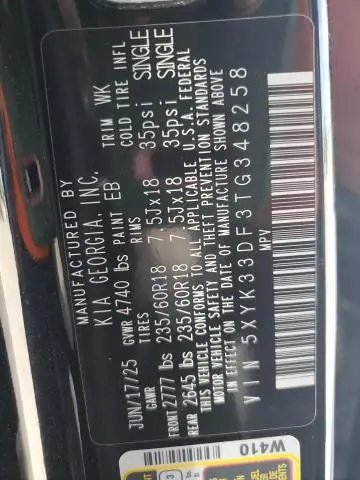 MANUFACTURED BY
KIA GEORGIA, INC.
JUN/17/25 PAINT EB TRIM WK
GVWR 4740 lbs
GAWR TIRES RIMS COLD TIRE INFL
FRONT 2777 lbs 235/60R18 7.5Jx18 35psi SINGLE
REAR 2645 lbs 235/60R18 7.5Jx18 35psi SINGLE
THIS VEHICLE CONFORMS TO ALL APPLICABLE U.S.A. FEDERAL
MOTOR VEHICLE SAFETY AND THEFT PREVENTION STANDARDS
IN EFFECT ON THE DATE OF MANUFACTURE SHOWN ABOVE
VIN 5XYK33DF3TG348258
MPV
W410